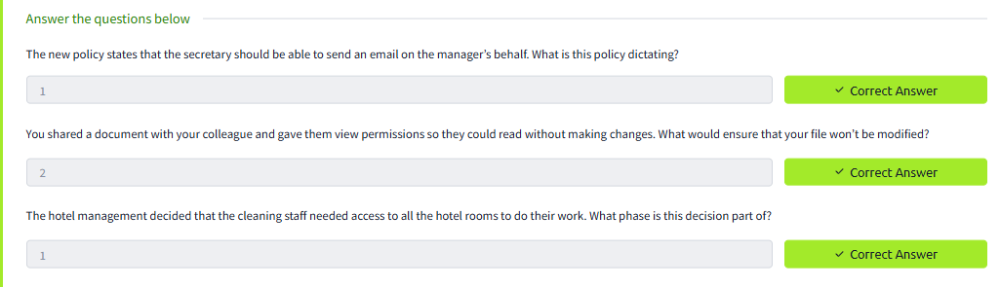 Answer the questions below
The new policy states that the secretary should be able to send an email on the manager's behalf. What is this policy dictating?
1
✓ Correct Answer
You shared a document with your colleague and gave them view permissions so they could read without making changes. What would ensure that your file won't be modified?
2
✓ Correct Answer
The hotel management decided that the cleaning staff needed access to all the hotel rooms to do their work. What phase is this decision part of?
1
✓ Correct Answer